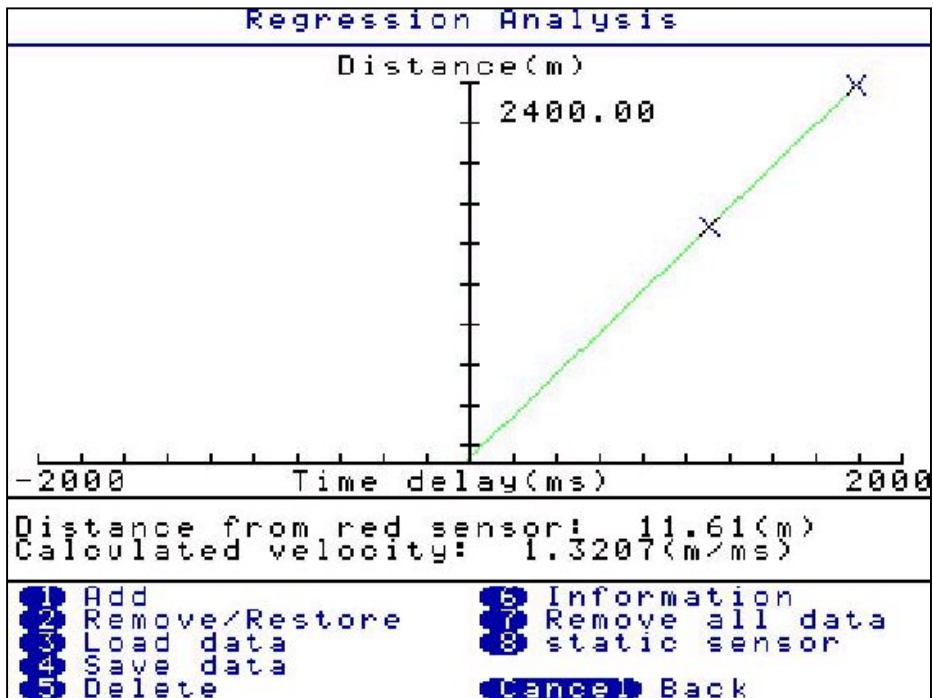 Regression Analysis
Distance(m)
2400.00
-2000 Time delay(ms) 2000
Distance from red sensor: 11.61(m)
Calculated velocity: 1.3207(m/ms)
1 Add
2 Remove/Restore
3 Load data
4 Save data
5 Delete
6 Information
7 Remove all data
8 static sensor
Cancel Back